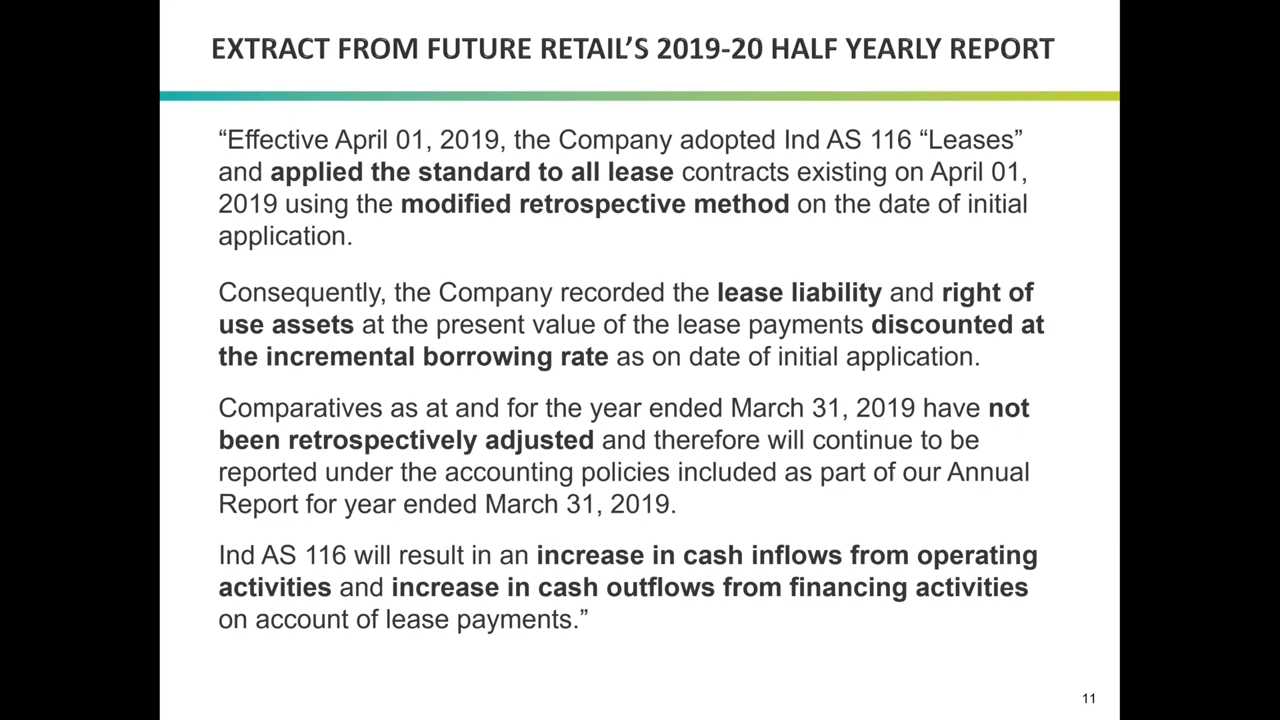 EXTRACT FROM FUTURE RETAIL’S 2019-20 HALF YEARLY REPORT
“Effective April 01, 2019, the Company adopted Ind AS 116 “Leases”
and applied the standard to all lease contracts existing on April 01,
2019 using the modified retrospective method on the date of initial
application.
Consequently, the Company recorded the lease liability and right of
use assets at the present value of the lease payments discounted at
the incremental borrowing rate as on date of initial application.
Comparatives as at and for the year ended March 31, 2019 have not
been retrospectively adjusted and therefore will continue to be
reported under the accounting policies included as part of our Annual
Report for year ended March 31, 2019.
Ind AS 116 will result in an increase in cash inflows from operating
activities and increase in cash outflows from financing activities
on account of lease payments.”
11